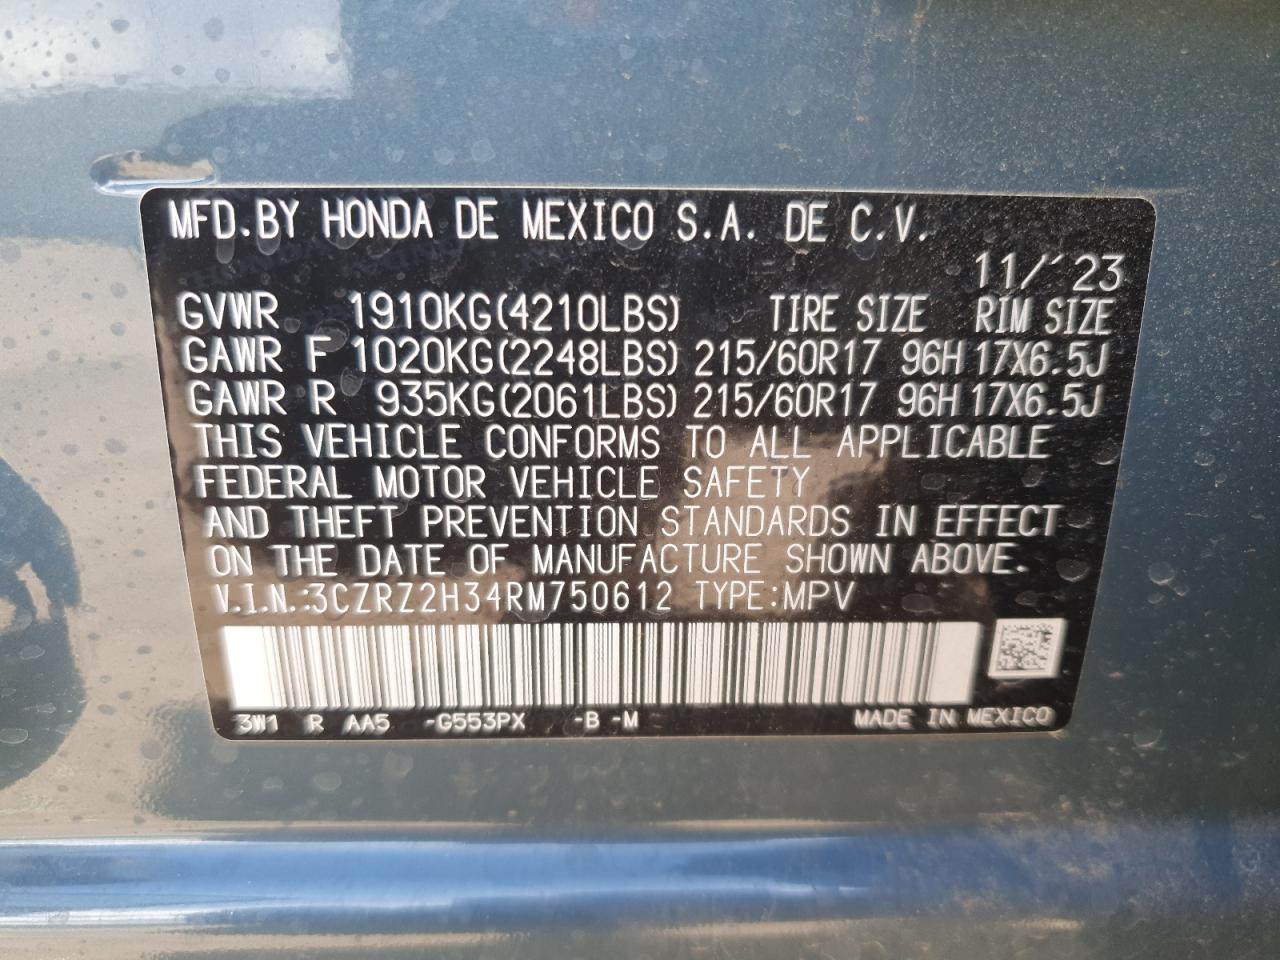 MFD.BY HONDA DE MEXICO S.A. DE C.V.
11/´23
GVWR 1910KG(4210LBS) TIRE SIZE RIM SIZE
GAWR F 1020KG(2248LBS) 215/60R17 96H 17X6.5J
GAWR R 935KG(2061LBS) 215/60R17 96H 17X6.5J
THIS VEHICLE CONFORMS TO ALL APPLICABLE
FEDERAL MOTOR VEHICLE SAFETY
AND THEFT PREVENTION STANDARDS IN EFFECT
ON THE DATE OF MANUFACTURE SHOWN ABOVE.
V.I.N.:3CZRZ2H34RM750612 TYPE:MPV
3W1 R AA5 -G553PX -B -M MADE IN MEXICO